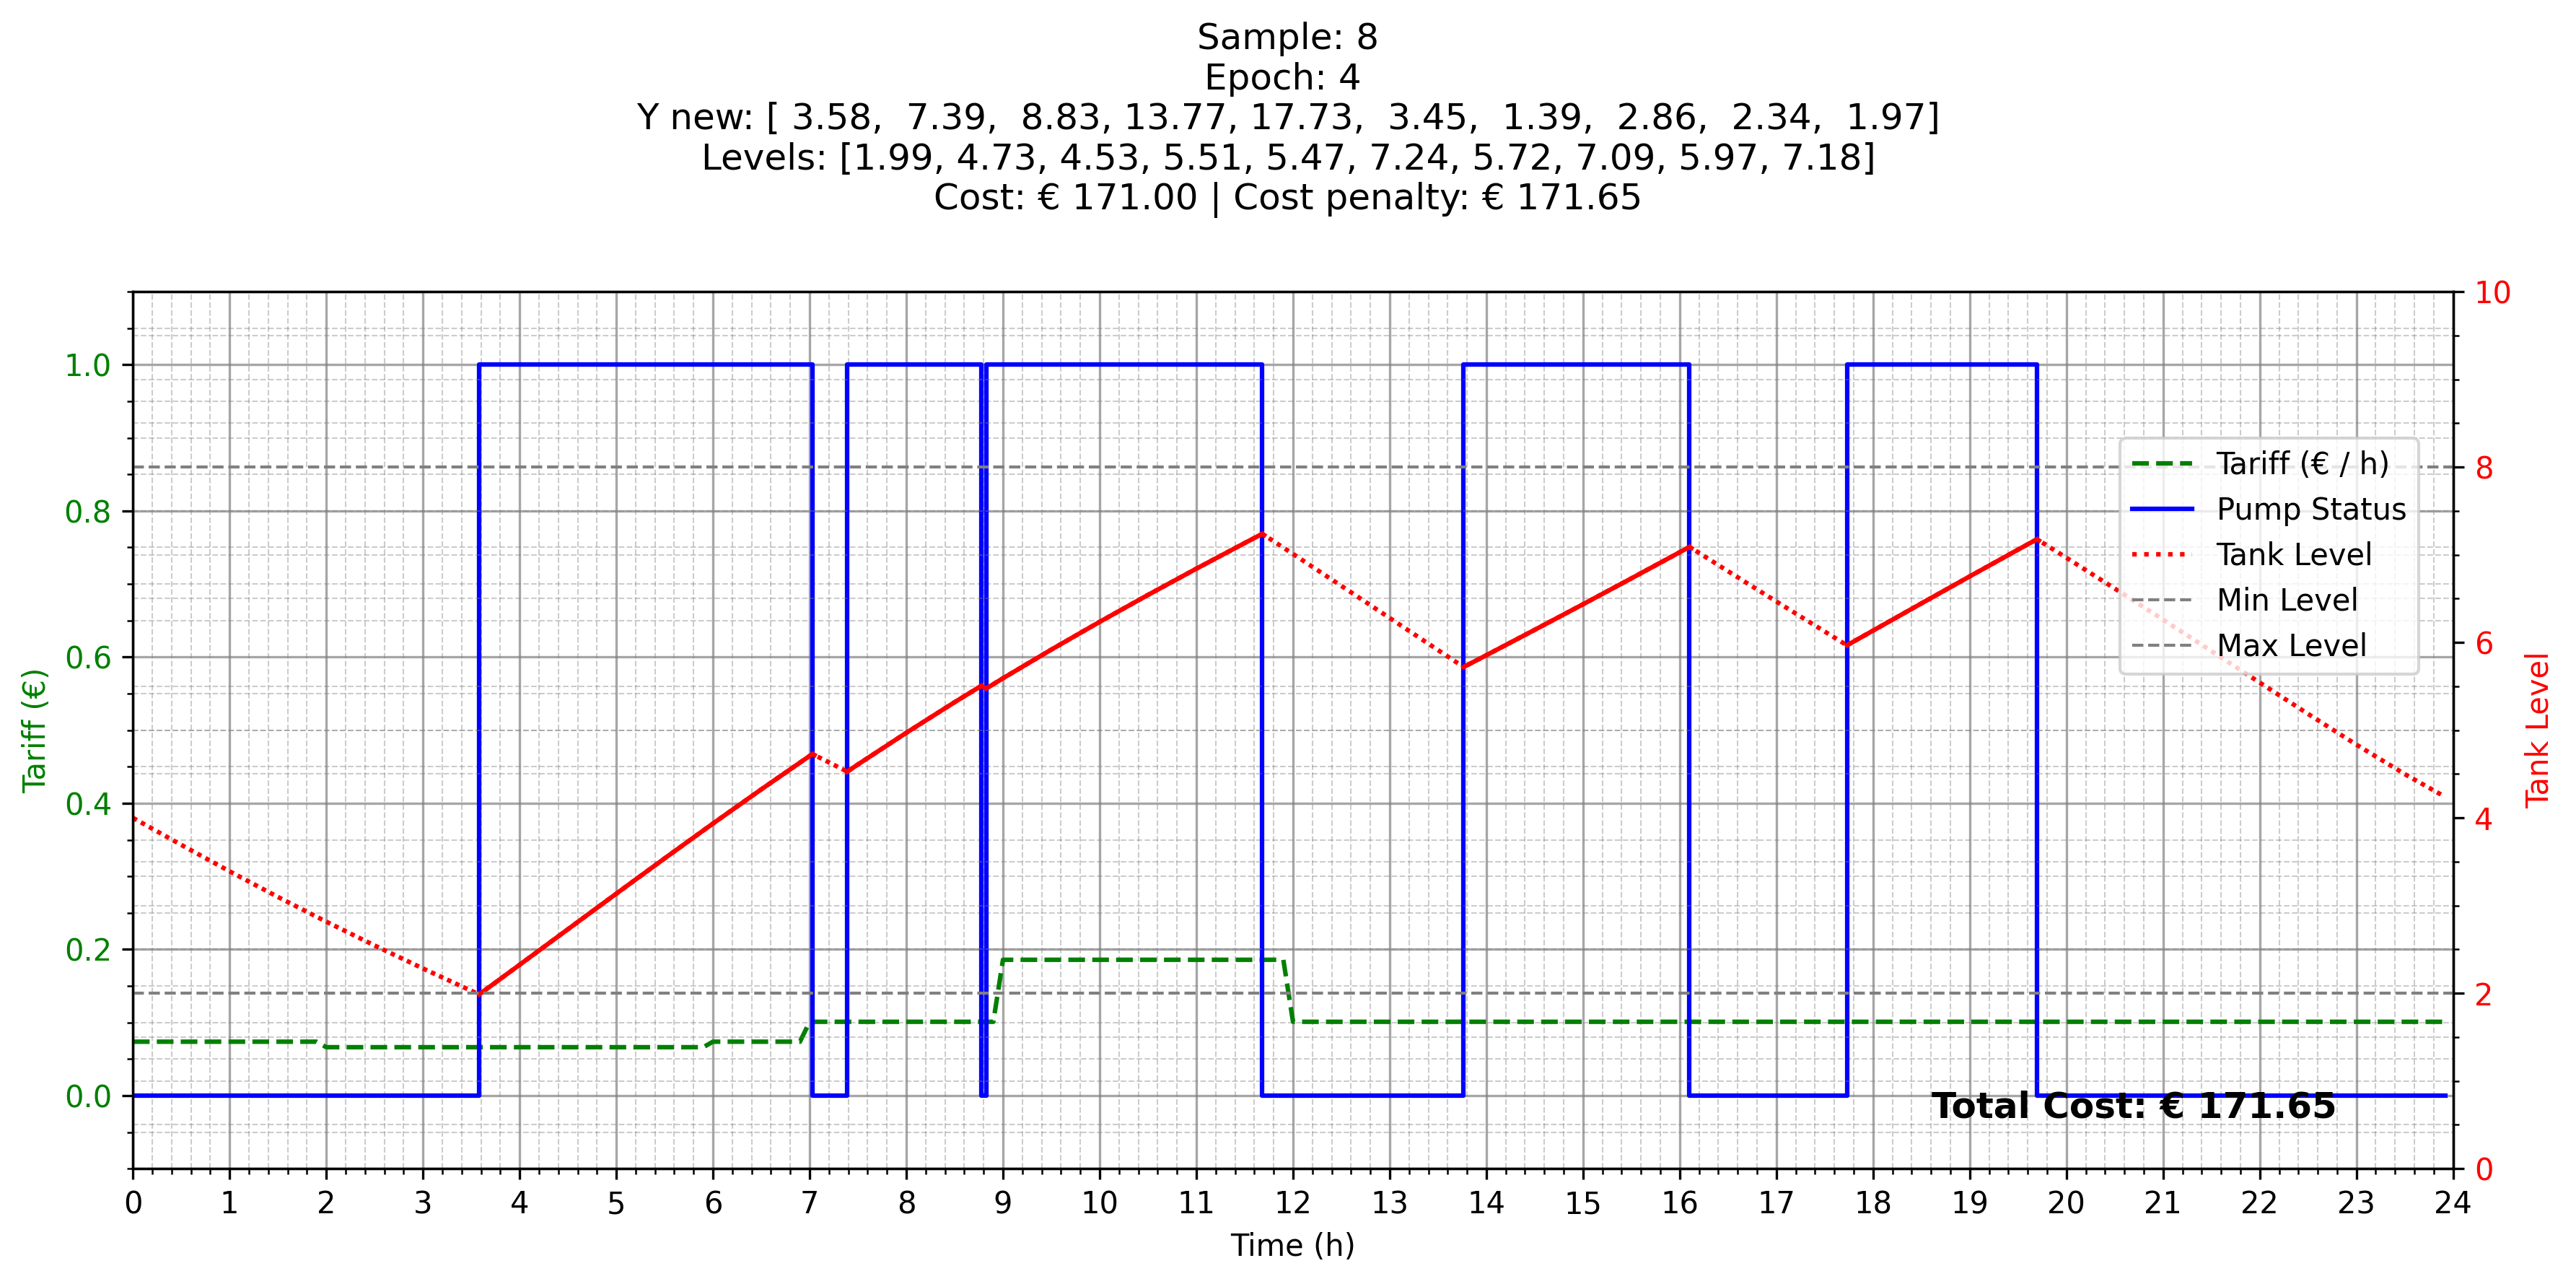 Sample: 8
Epoch: 4
Y new: [ 3.58,  7.39,  8.83, 13.77, 17.73,  3.45,  1.39,  2.86,  2.34,  1.97]
Levels: [1.99, 4.73, 4.53, 5.51, 5.47, 7.24, 5.72, 7.09, 5.97, 7.18]
Cost: € 171.00 | Cost penalty: € 171.65
Tariff (€)
1.0
0.8
0.6
0.4
0.2
0.0
10
8
6
4
2
0
Tank Level
Tariff (€ / h)
Pump Status
Tank Level
Min Level
Max Level
Total Cost: € 171.65
0 1 2 3 4 5 6 7 8 9 10 11 12 13 14 15 16 17 18 19 20 21 22 23 24
Time (h)